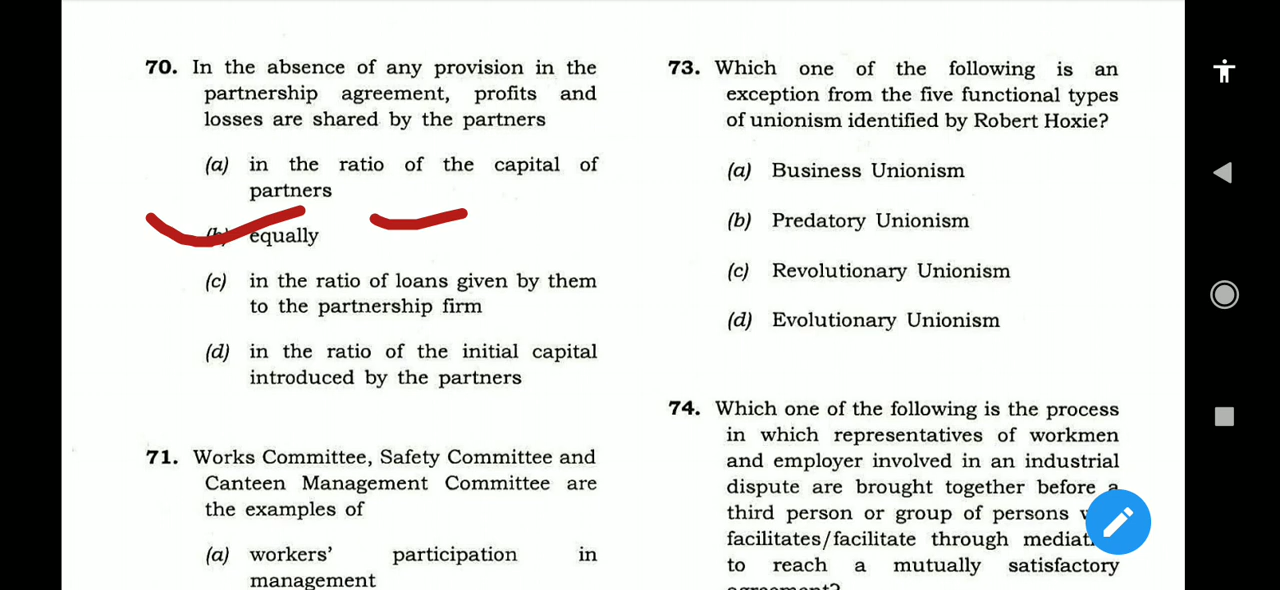 70. In the absence of any provision in the
partnership agreement, profits and
losses are shared by the partners
(a) in the ratio of the capital of
partners
(b) equally
(c) in the ratio of loans given by them
to the partnership firm
(d) in the ratio of the initial capital
introduced by the partners
71. Works Committee, Safety Committee and
Canteen Management Committee are
the examples of
(a) workers' participation in
management
73. Which one of the following is an
exception from the five functional types
of unionism identified by Robert Hoxie?
(a) Business Unionism
(b) Predatory Unionism
(c) Revolutionary Unionism
(d) Evolutionary Unionism
74. Which one of the following is the process
in which representatives of workmen
and employer involved in an industrial
dispute are brought together before a
third person or group of persons
facilitates/facilitate through
to reach a mutually satisfactory
agreement?